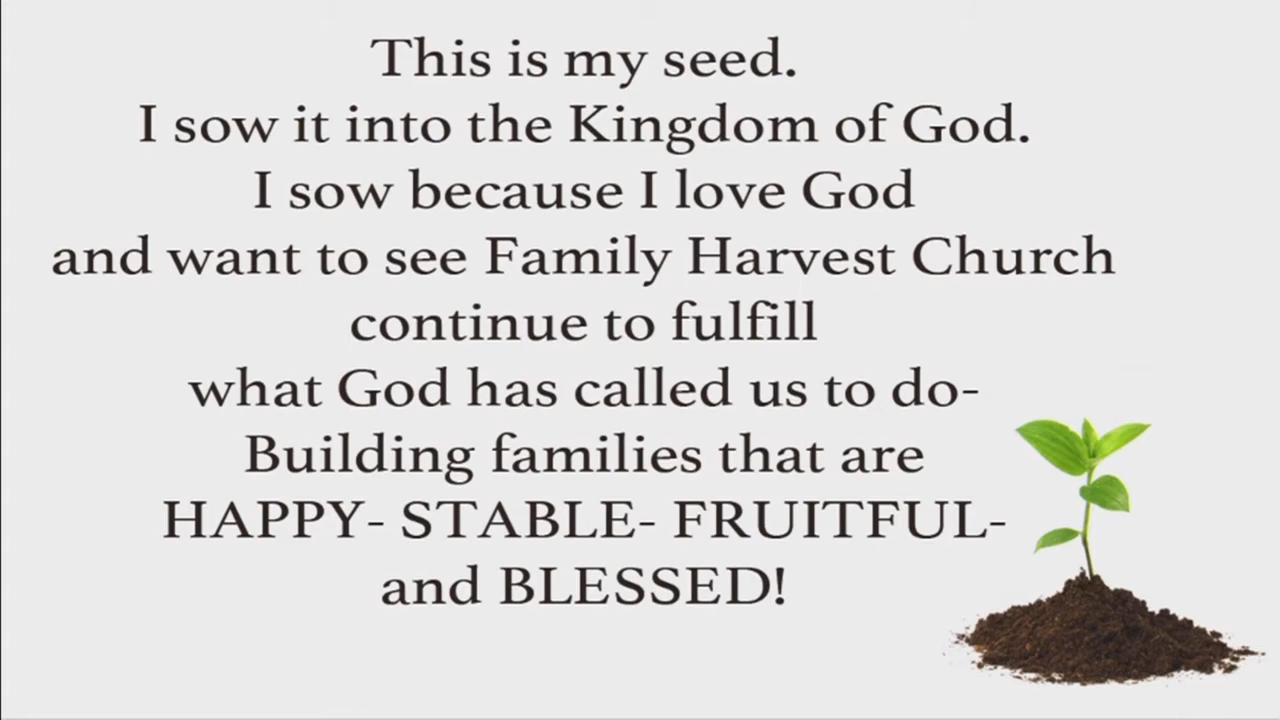 This is my seed.
I sow it into the Kingdom of God.
I sow because I love God
and want to see Family Harvest Church
continue to fulfill
what God has called us to do-
Building families that are
HAPPY- STABLE- FRUITFUL-
and BLESSED!